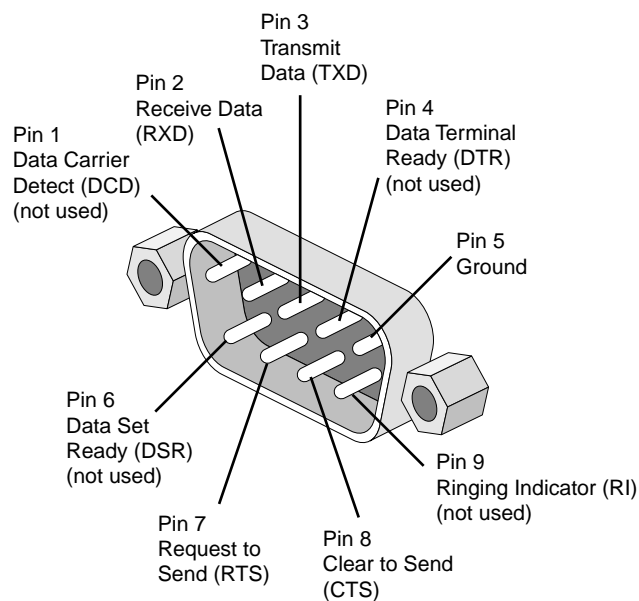 Pin 3
Transmit
Data (TXD)
Pin 2
Receive Data
(RXD)
Pin 4
Data Terminal
Ready (DTR)
(not used)
Pin 1
Data Carrier
Detect (DCD)
(not used)
Pin 5
Ground
Pin 6
Data Set
Ready (DSR)
(not used)
Pin 9
Ringing Indicator (RI)
(not used)
Pin 7
Request to
Send (RTS)
Pin 8
Clear to Send
(CTS)